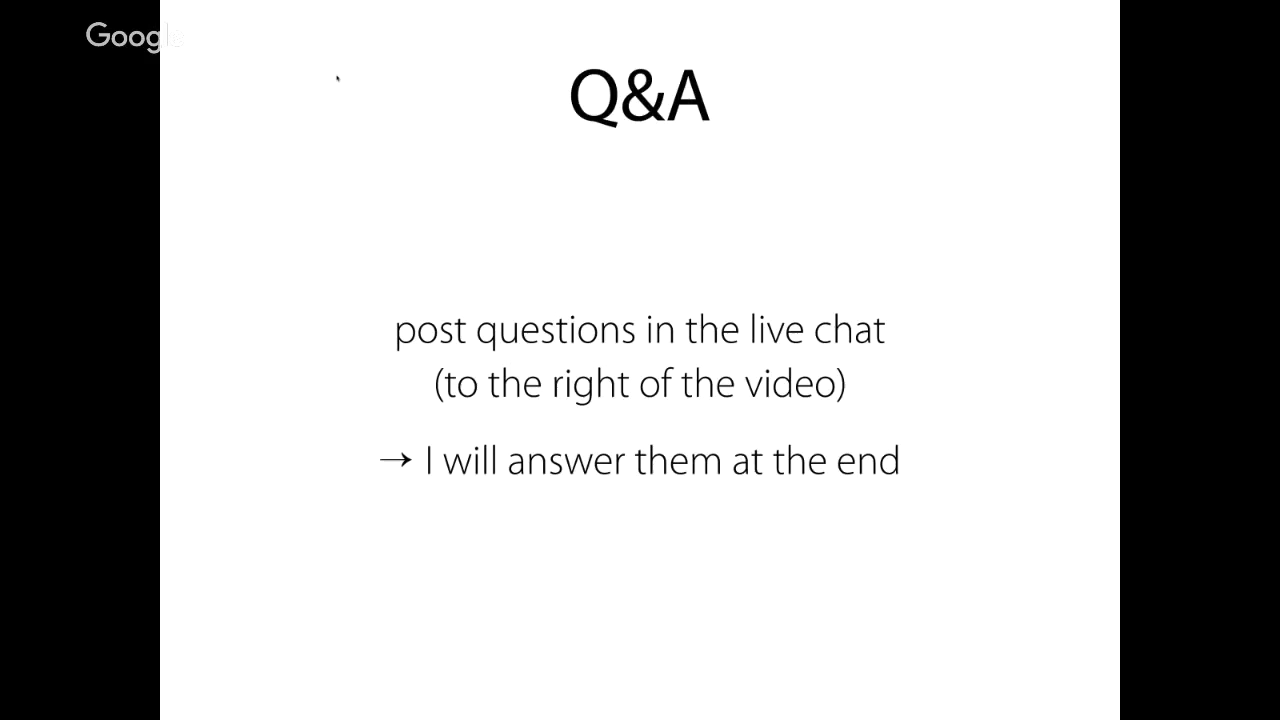 Google
Q&A
post questions in the live chat
(to the right of the video)
→ I will answer them at the end